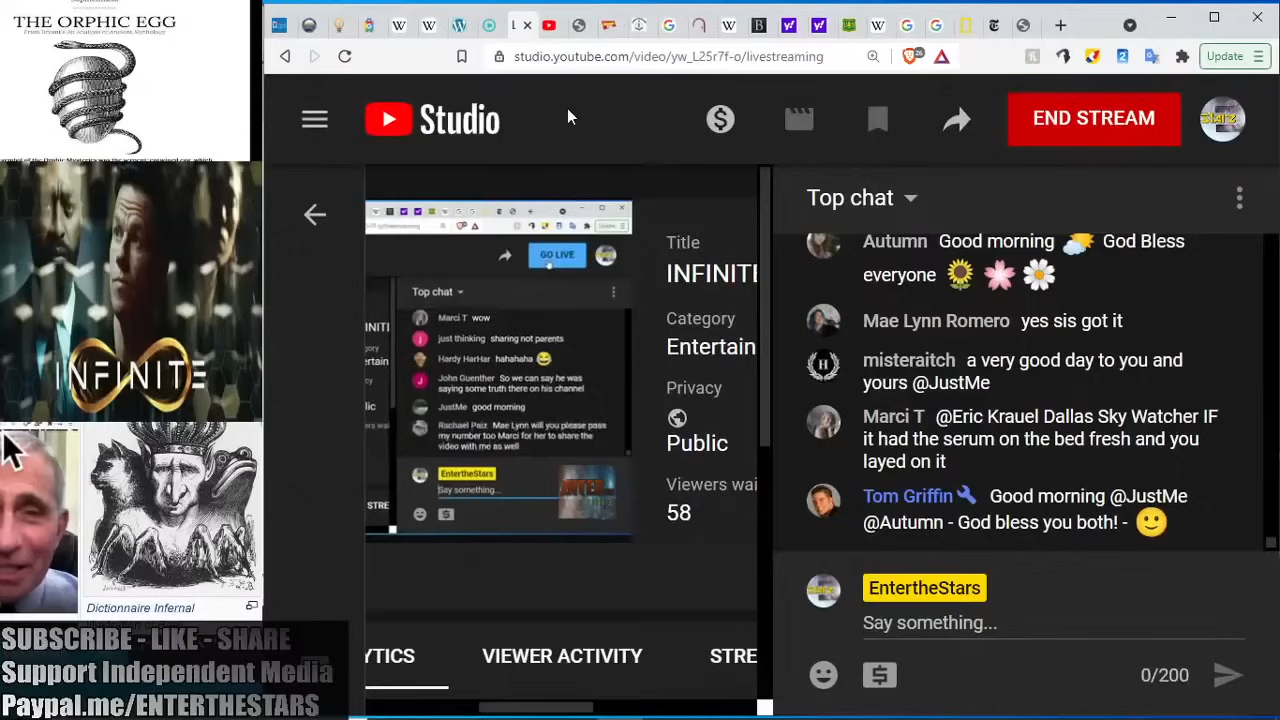 THE ORPHIC EGG
INFINITE
Dictionnaire Infernal
SUBSCRIBE - LIKE - SHARE
Support Independent Media
Paypal.me/ENTERTHESTARS
studio.youtube.com/video/yw_L25r7f-o/livestreaming
Update
Studio
END STREAM
GO LIVE
Top chat
Marci T wow
just thinking sharing not parents
Hardy HarHar hahahaha 😂
John Guenther So we can say he was
saying some truth there on his channel
JustMe good morning
Rachael Paiz Mae Lynn will you please pass
my number too Marci for her to share the
video with me as well
EntertheStars
Say something...
Title
INFINITE
Category
Entertain
Privacy
Public
Viewers wai
58
YTICS
VIEWER ACTIVITY
STRE
Top chat
Autumn Good morning ⛅ God Bless
everyone 🌻 🌸 🌼
Mae Lynn Romero yes sis got it
misteraitch a very good day to you and
yours @JustMe
Marci T @Eric Krauel Dallas Sky Watcher IF
it had the serum on the bed fresh and you
layed on it
Tom Griffin Good morning @JustMe
@Autumn - God bless you both! - 🙂
EntertheStars
Say something...
0/200